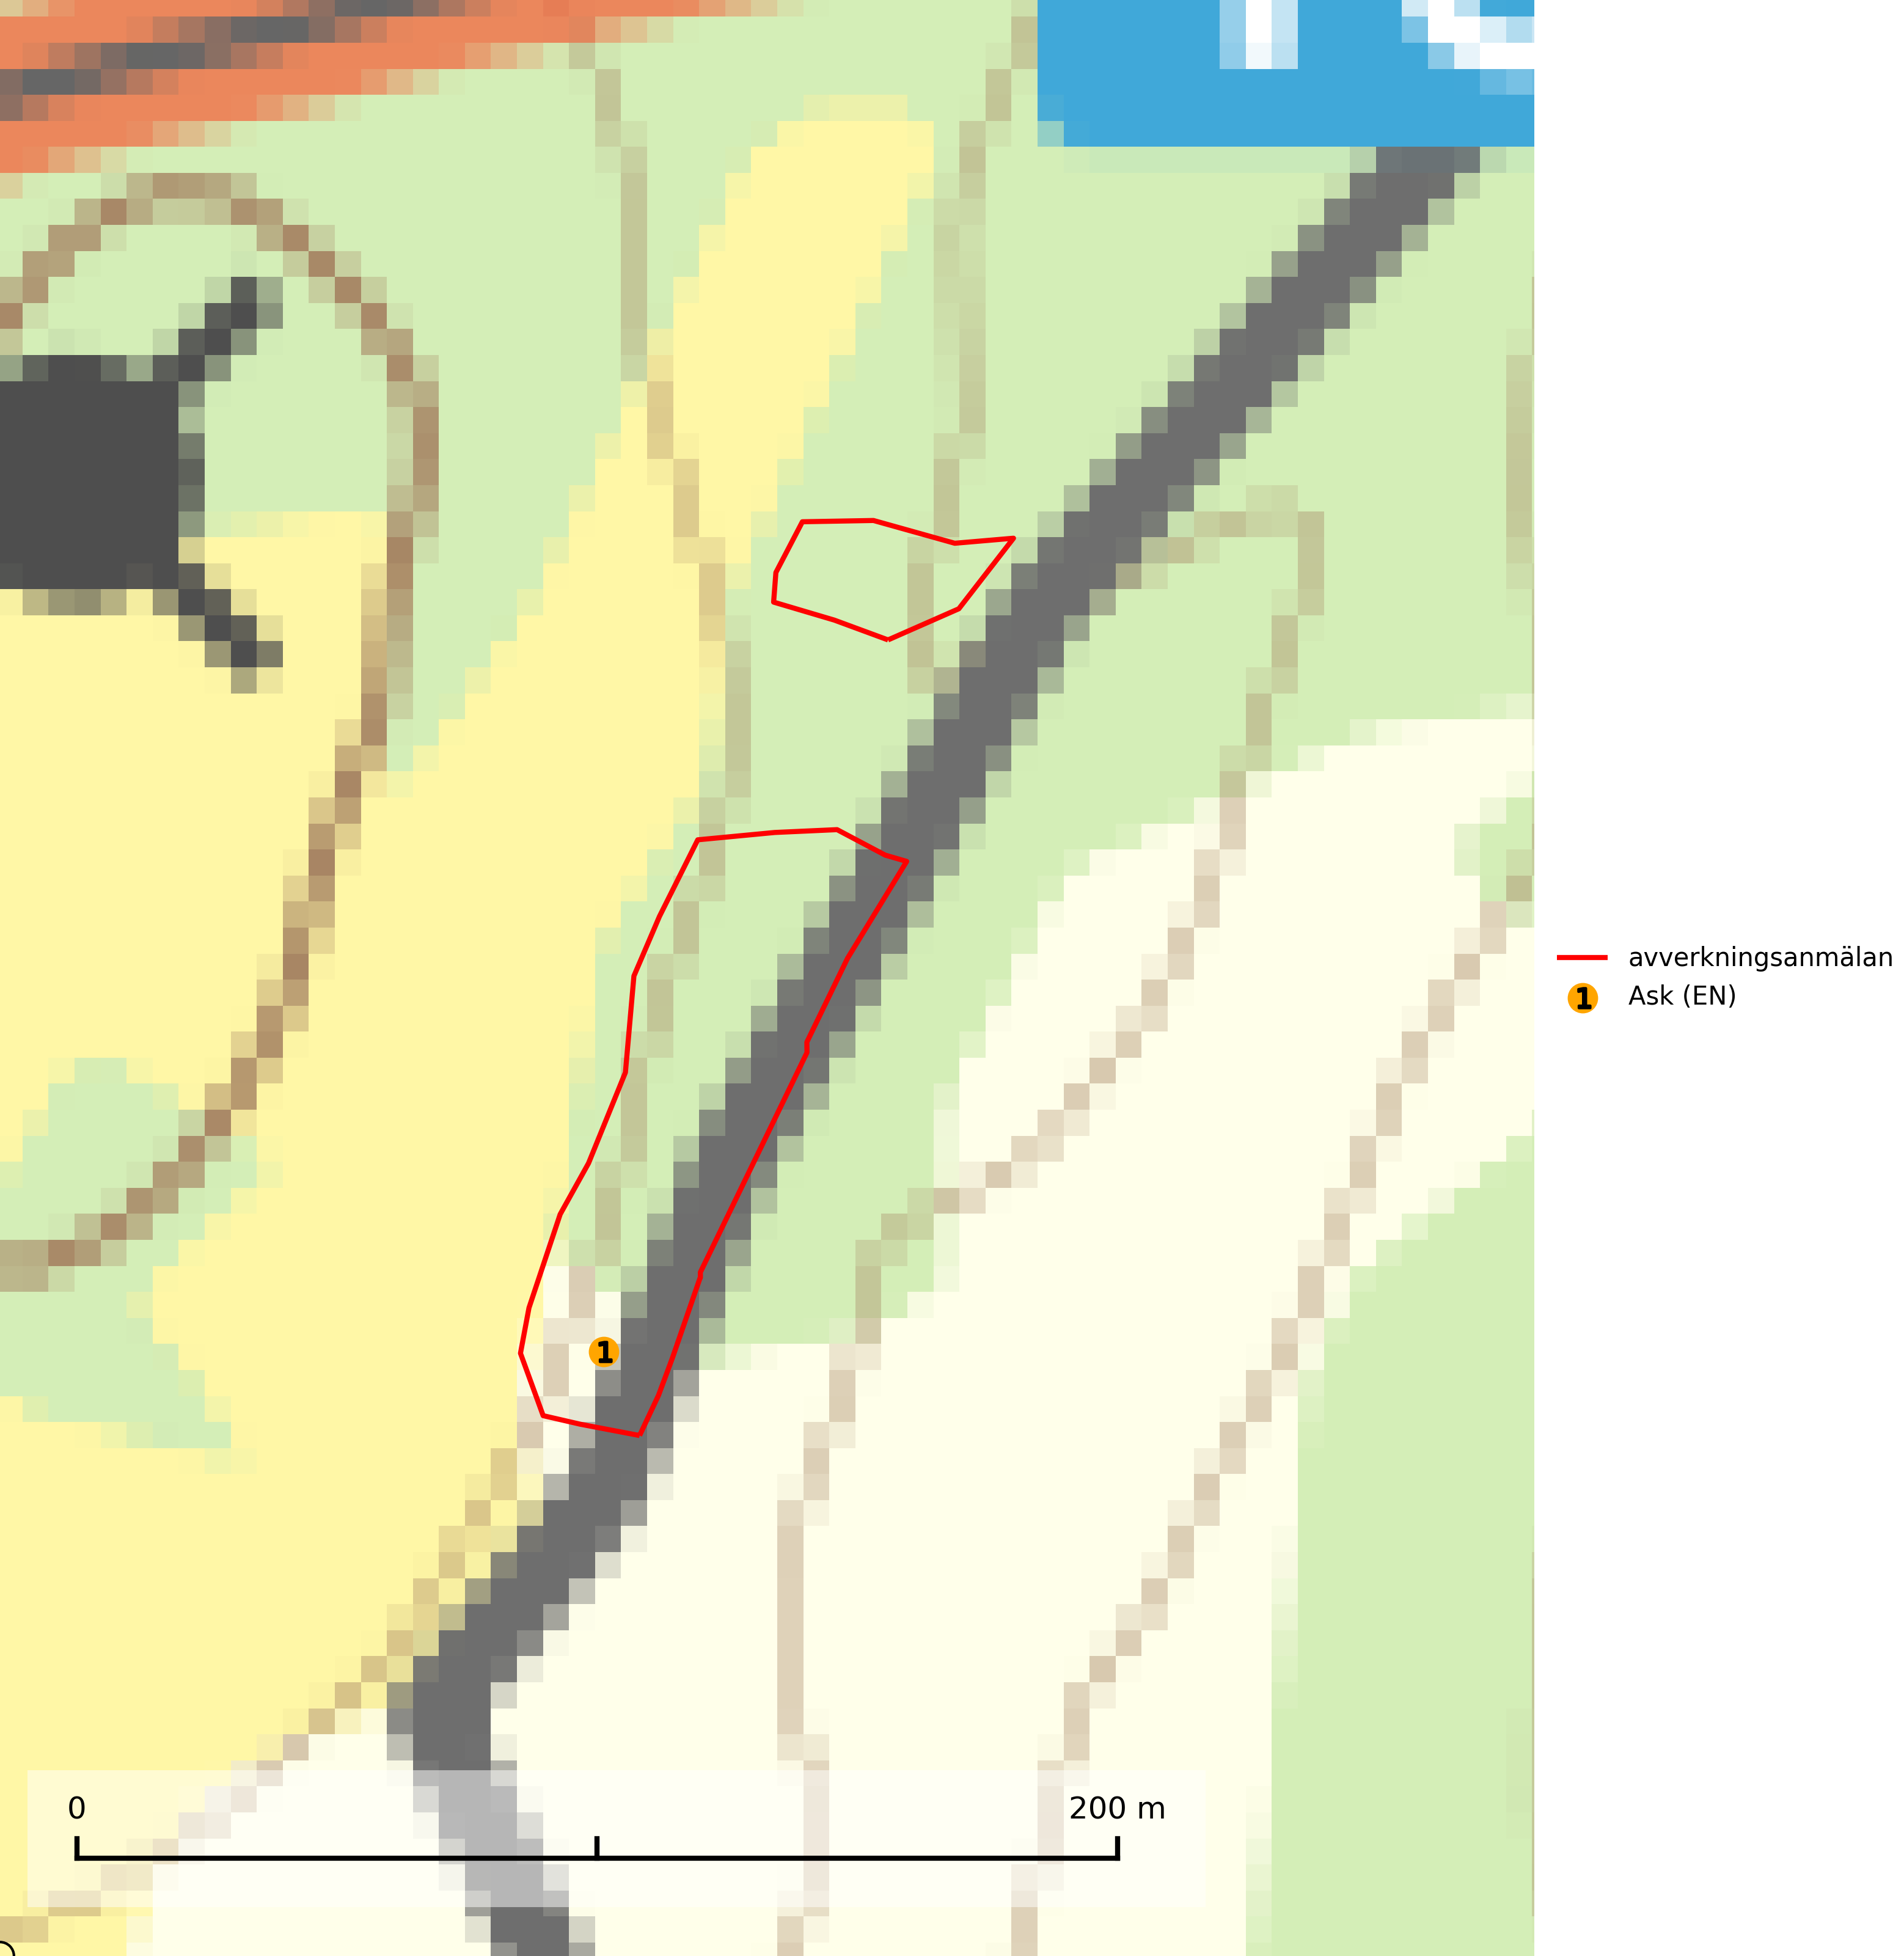 avverkningsanmälan
1 Ask (EN)
1
0 200 m